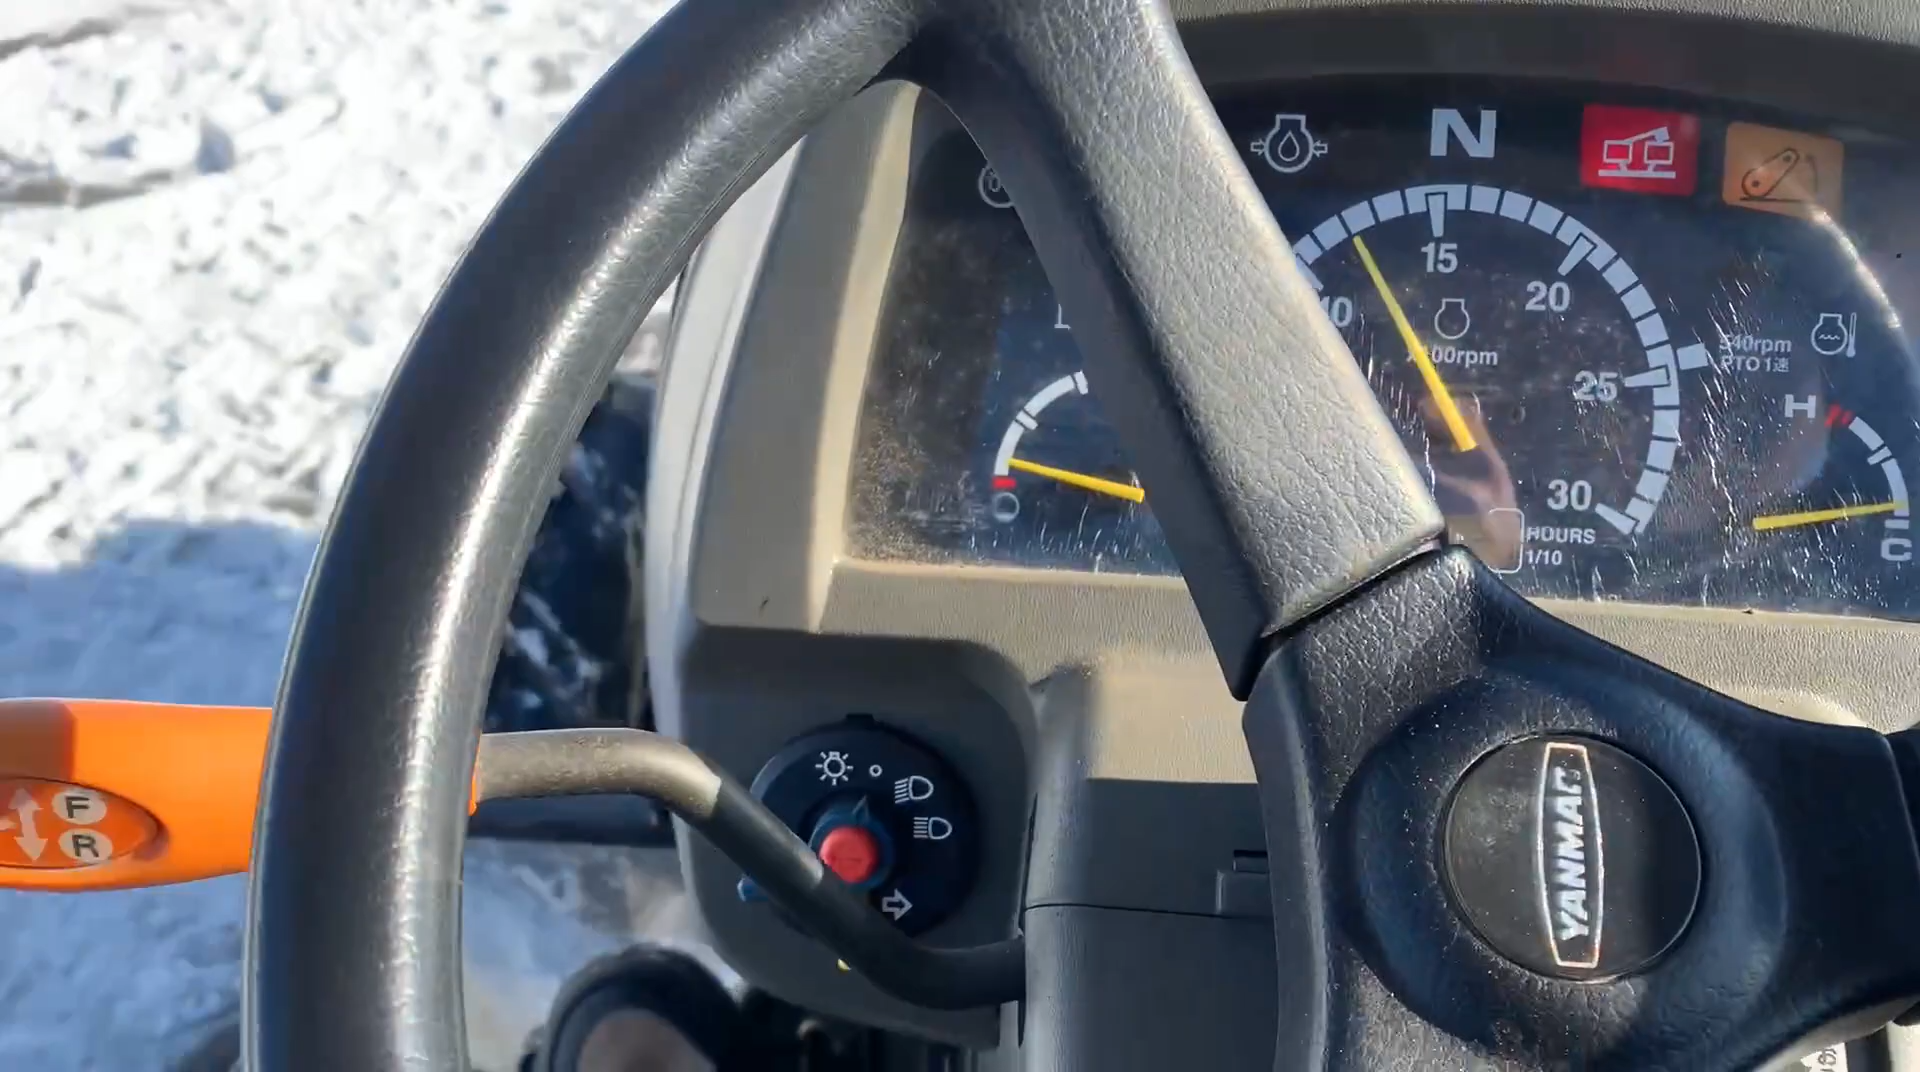 N
15
20
10
x100rpm
540rpm
PTO1速
25
H
30
HOURS
1/10
C
F
R
YANMAR